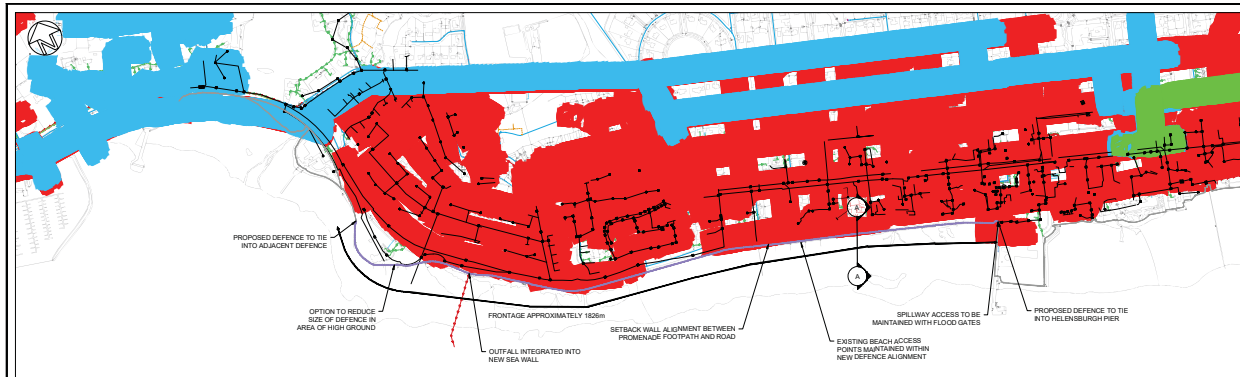 N
PROPOSED DEFENCE TO TIE
INTO ADJACENT DEFENCE
OPTION TO REDUCE
SIZE OF DEFENCE IN
AREA OF HIGH GROUND
FRONTAGE APPROXIMATELY 1826m
OUTFALL INTEGRATED INTO
NEW SEA WALL
SETBACK WALL ALIGNMENT BETWEEN
PROMENADE FOOTPATH AND ROAD
A
A
EXISTING BEACH ACCESS
POINTS MAINTAINED WITHIN
NEW DEFENCE ALIGNMENT
SPILLWAY ACCESS TO BE
MAINTAINED WITH FLOOD GATES
PROPOSED DEFENCE TO TIE
INTO HELENSBURGH PIER